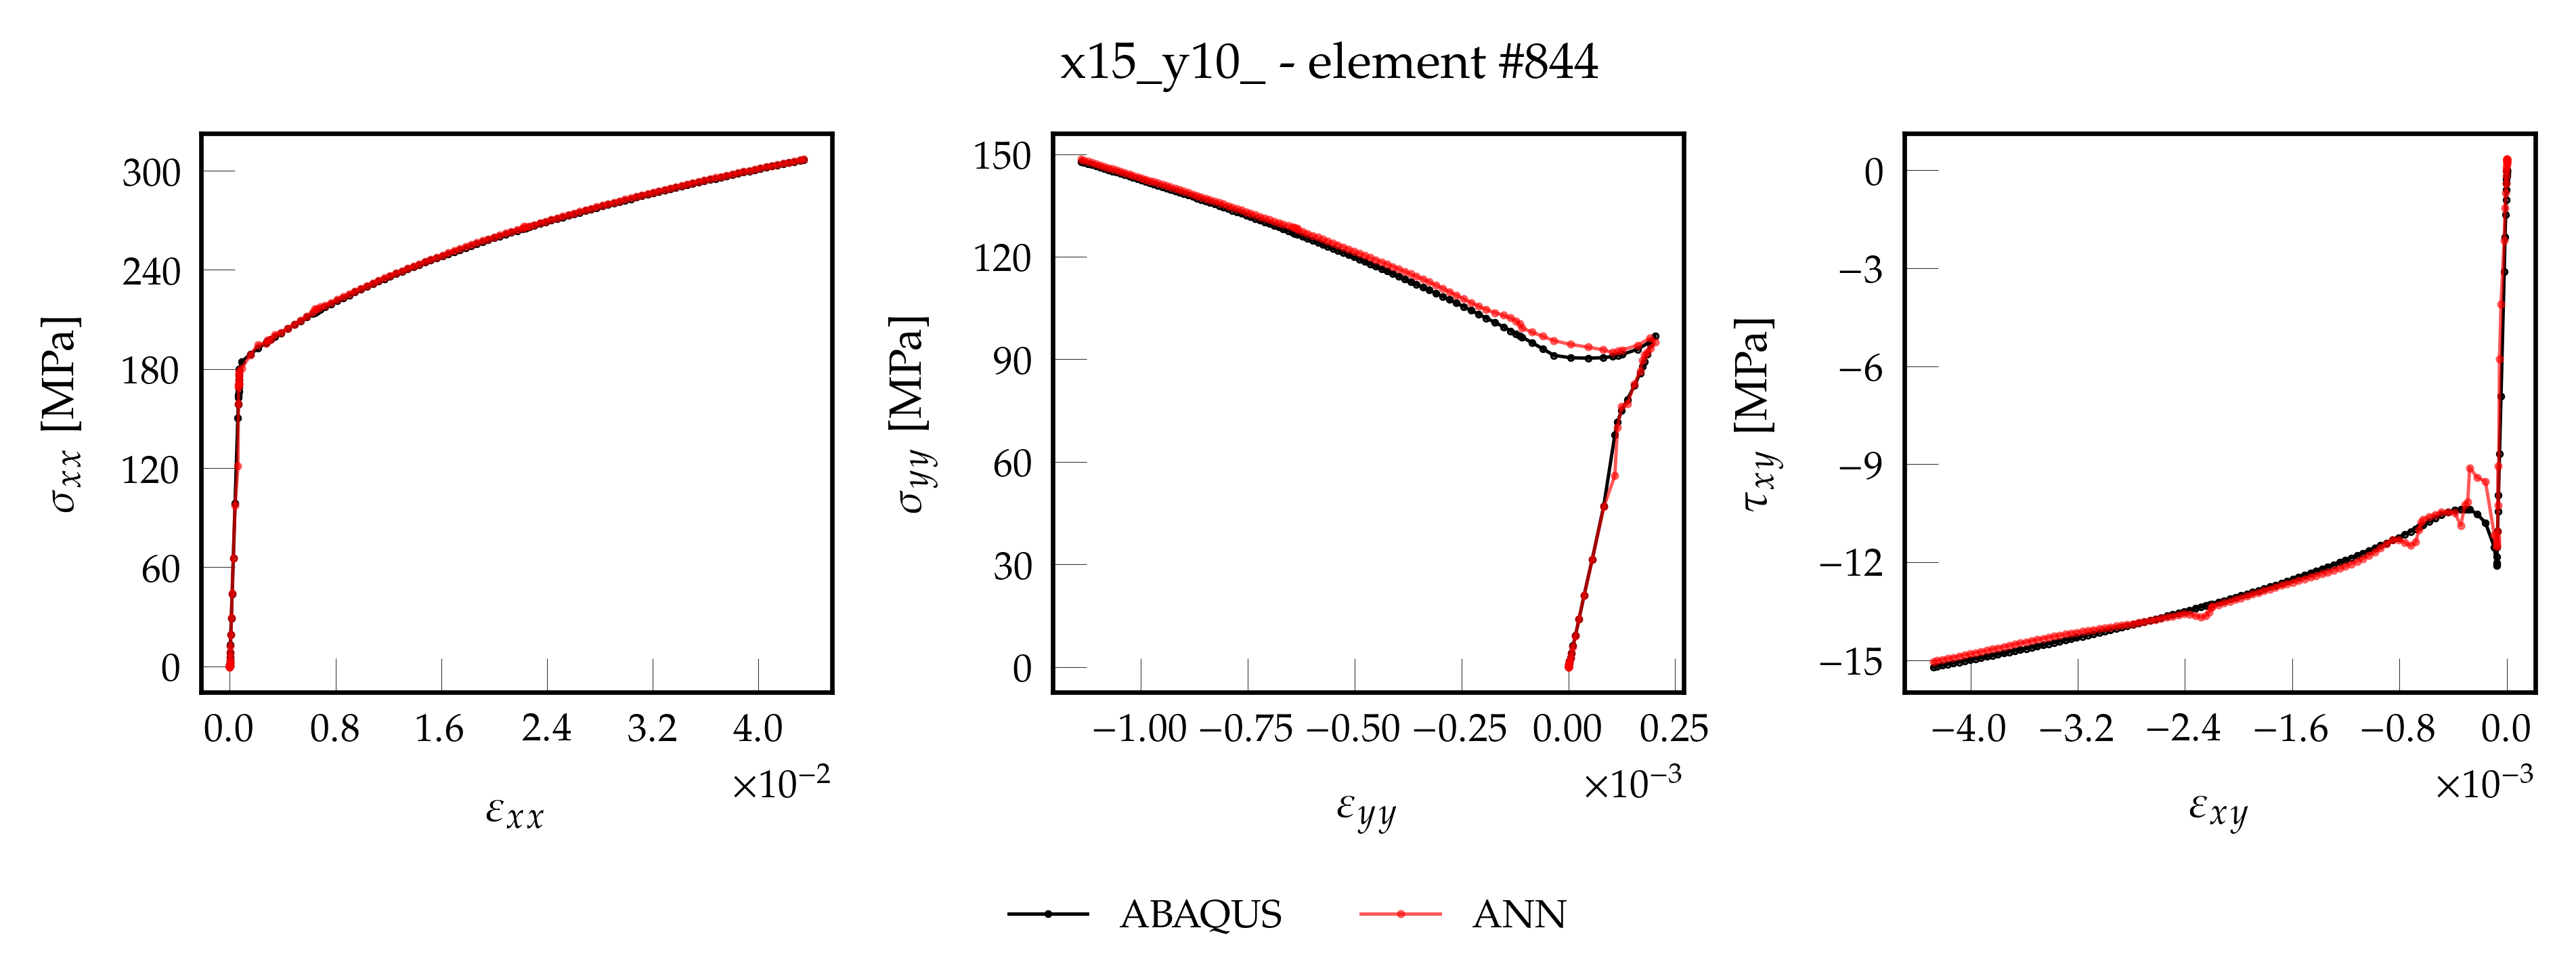 x15_y10_ - element #844
σxx [MPa]
300
240
180
120
60
0
0.0 0.8 1.6 2.4 3.2 4.0
×10−2
εxx
σyy [MPa]
150
120
90
60
30
0
−1.00 −0.75 −0.50 −0.25 0.00 0.25
×10−3
εyy
τxy [MPa]
0
−3
−6
−9
−12
−15
−4.0 −3.2 −2.4 −1.6 −0.8 0.0
×10−3
εxy
ABAQUS ANN